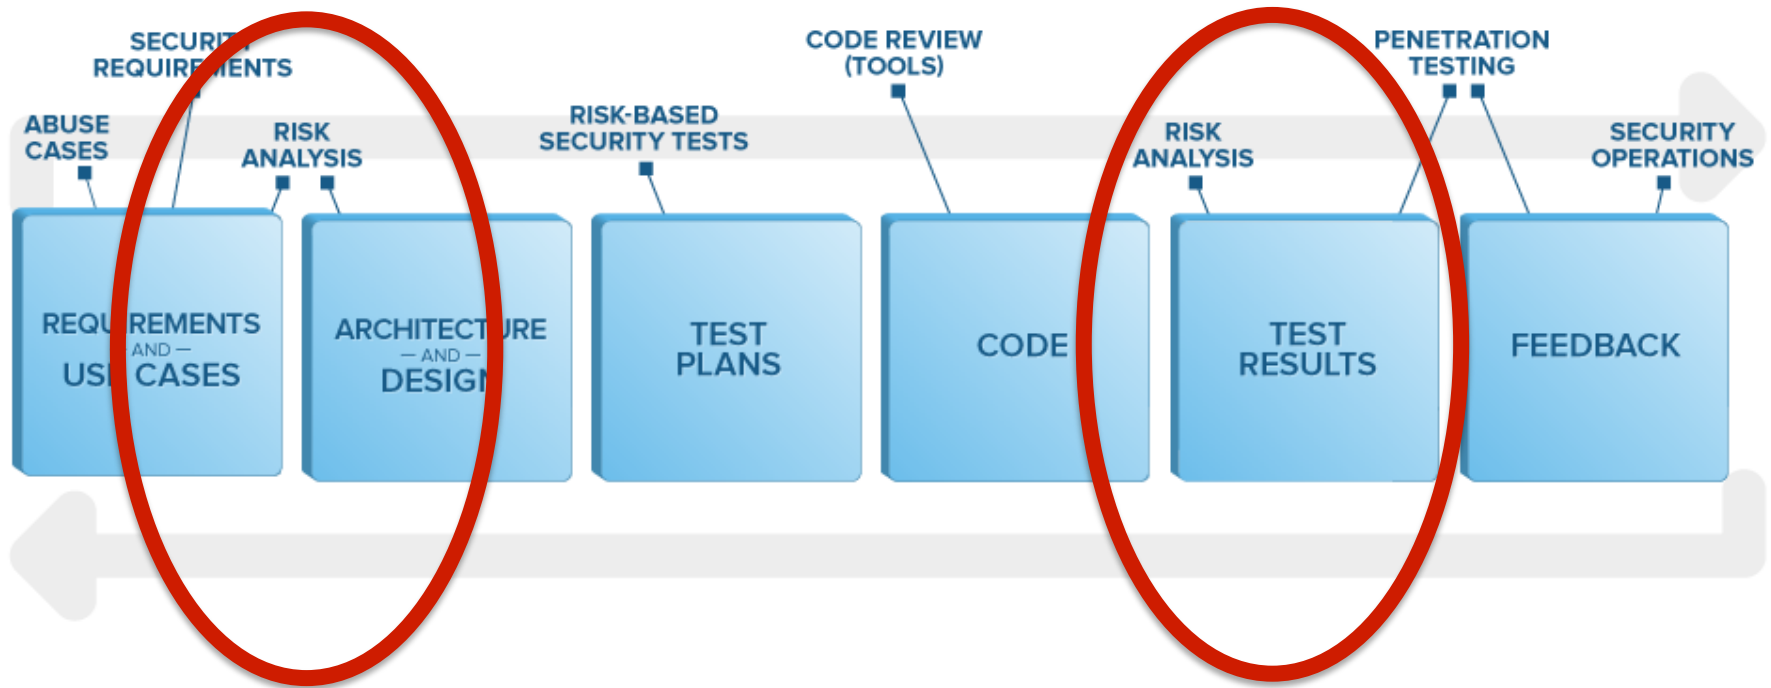 SECURITY
REQUIREMENTS
ABUSE
CASES
RISK
ANALYSIS
RISK-BASED
SECURITY TESTS
CODE REVIEW
(TOOLS)
RISK
ANALYSIS
PENETRATION
TESTING
SECURITY
OPERATIONS
REQUIREMENTS
AND —
USE CASES
ARCHITECTURE
— AND —
DESIGN
TEST
PLANS
CODE
TEST
RESULTS
FEEDBACK